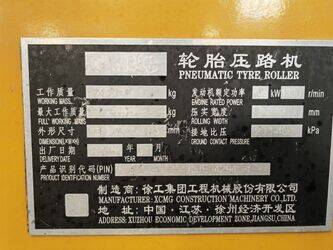 轮胎压路机
PNEUMATIC TYRE ROLLER
工作质量 kg 发动机额定功率 kW/ r/min
WORKING MASS ENGINE RATED POWER
最大工作质量 kg 压实宽度 mm
FULL WORKING MASS ROLLING WIDTH
外形尺寸 mm 接地比压
DIMENSIONS GROUND CONTACT PRESSURE
出厂日期 年 月
DELIVERY DATE YEAR MONTH
产品识别代码(PIN)
PRODUCT IDENTIFICATION NUMBER
制造商: 徐工集团工程机械股份有限公司
MANUFACTURER: XCMG CONSTRUCTION MACHINERY CO.,LTD.
地址: 中国·江苏·徐州经济开发区
ADDRESS: XUZHOU ECONOMIC DEVELOPMENT ZONE,JIANGSU,CHINA